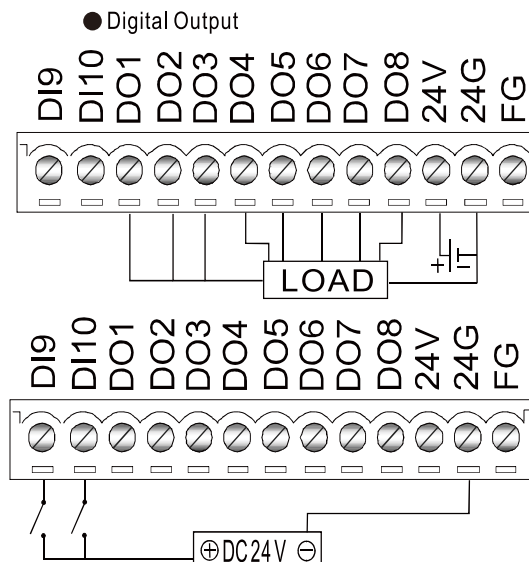 ● Digital Output
DI9 DI10 DO1 DO2 DO3 DO4 DO5 DO6 DO7 DO8 24V 24G FG
LOAD
+ -
DI9 DI10 DO1 DO2 DO3 DO4 DO5 DO6 DO7 DO8 24V 24G FG
⊕ DC24V ⊖